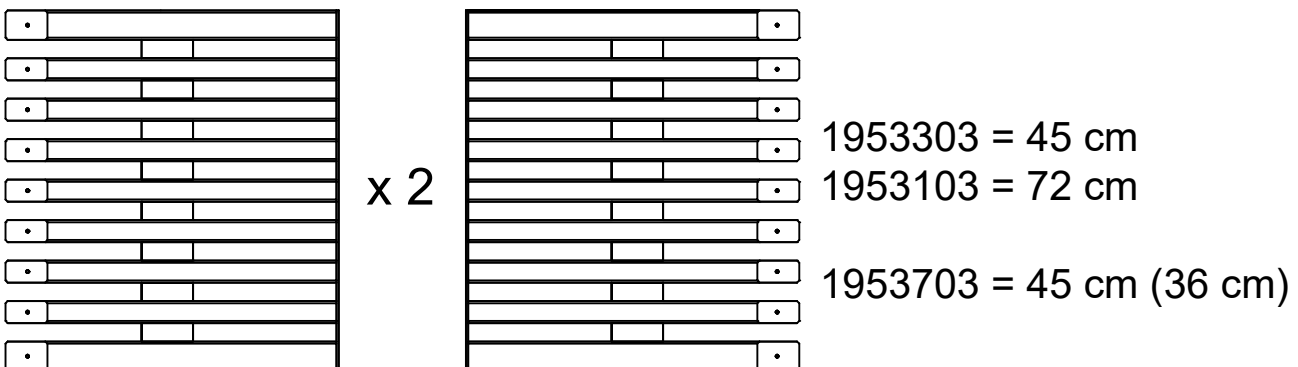 x 2
1953303 = 45 cm
1953103 = 72 cm
1953703 = 45 cm (36 cm)